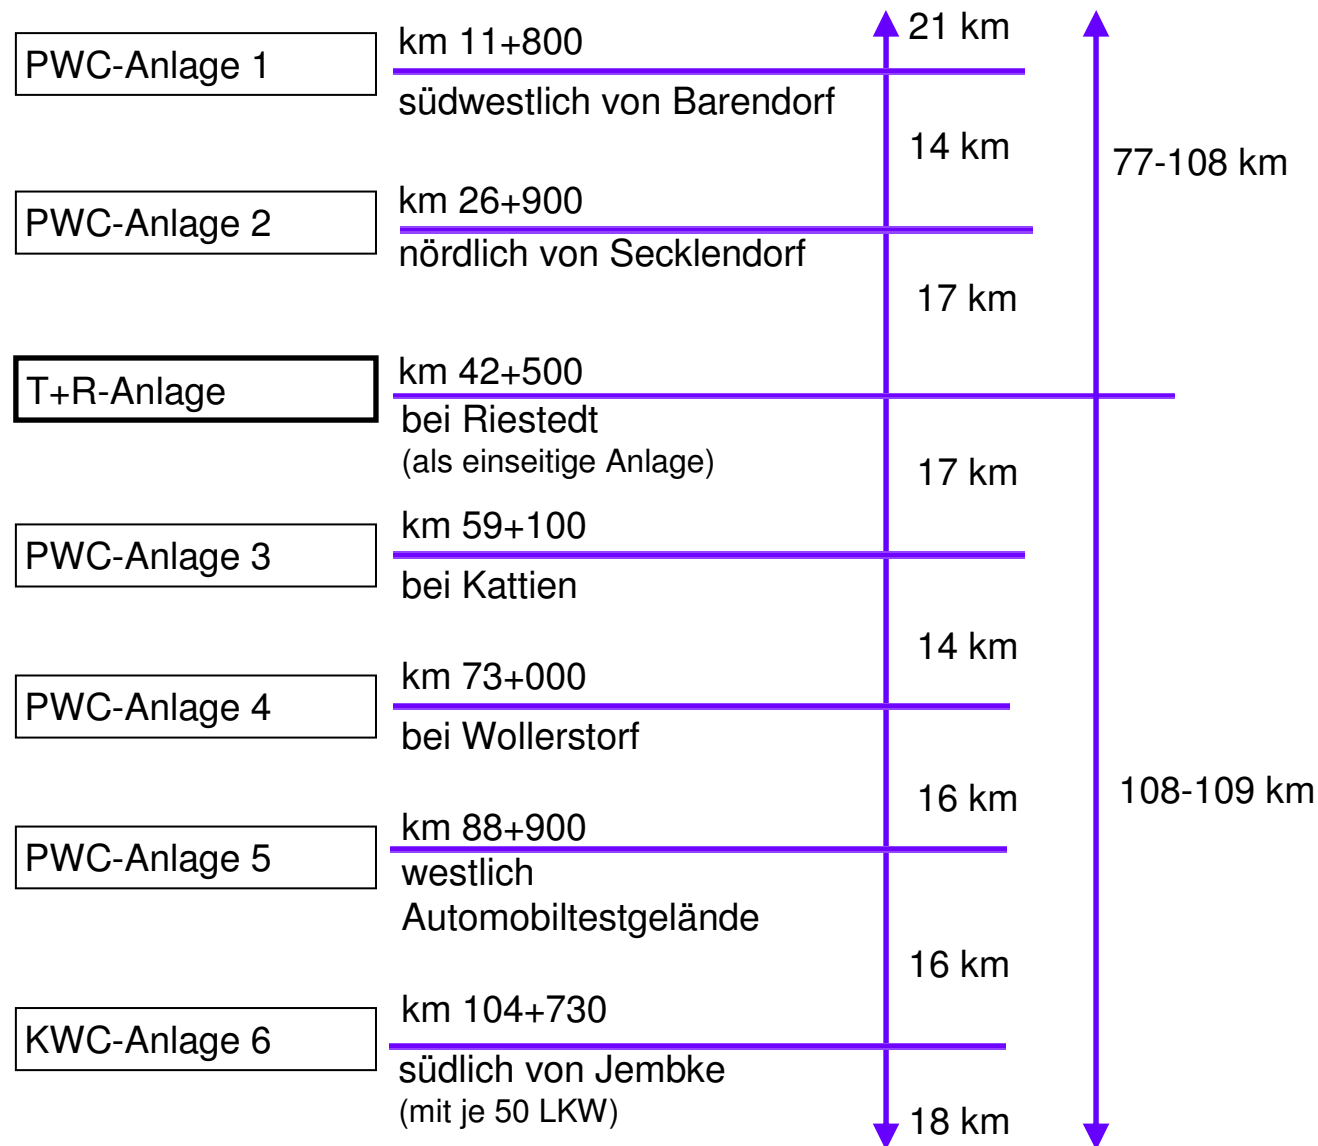 21 km
PWC-Anlage 1
km 11+800
südwestlich von Barendorf
14 km
77-108 km
PWC-Anlage 2
km 26+900
nördlich von Secklendorf
17 km
T+R-Anlage
km 42+500
bei Riestedt
(als einseitige Anlage)
17 km
PWC-Anlage 3
km 59+100
bei Kattien
14 km
PWC-Anlage 4
km 73+000
bei Wollerstorf
16 km
108-109 km
PWC-Anlage 5
km 88+900
westlich
Automobiltestgelände
16 km
KWC-Anlage 6
km 104+730
südlich von Jembke
(mit je 50 LKW)
18 km